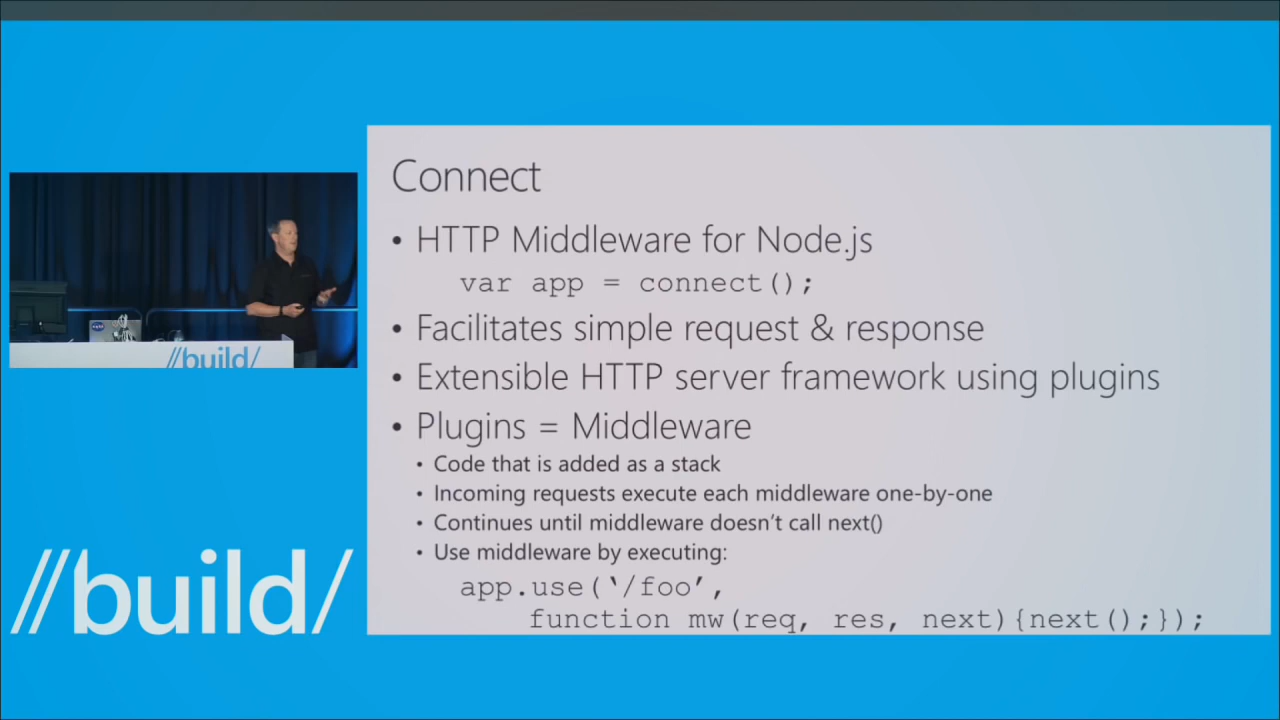 Connect
• HTTP Middleware for Node.js
var app = connect();
• Facilitates simple request & response
• Extensible HTTP server framework using plugins
• Plugins = Middleware
• Code that is added as a stack
• Incoming requests execute each middleware one-by-one
• Continues until middleware doesn’t call next()
• Use middleware by executing:
app.use(‘/foo’,
function mw(req, res, next){next();});
//build/
//build/